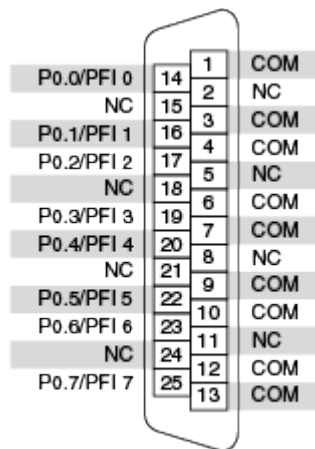 1 COM
P0.0/PFI 0 14
2 NC
NC 15
3 COM
P0.1/PFI 1 16
4 COM
P0.2/PFI 2 17
5 NC
NC 18
6 COM
P0.3/PFI 3 19
7 COM
P0.4/PFI 4 20
8 NC
NC 21
9 COM
P0.5/PFI 5 22
10 COM
P0.6/PFI 6 23
11 NC
NC 24
12 COM
P0.7/PFI 7 25
13 COM